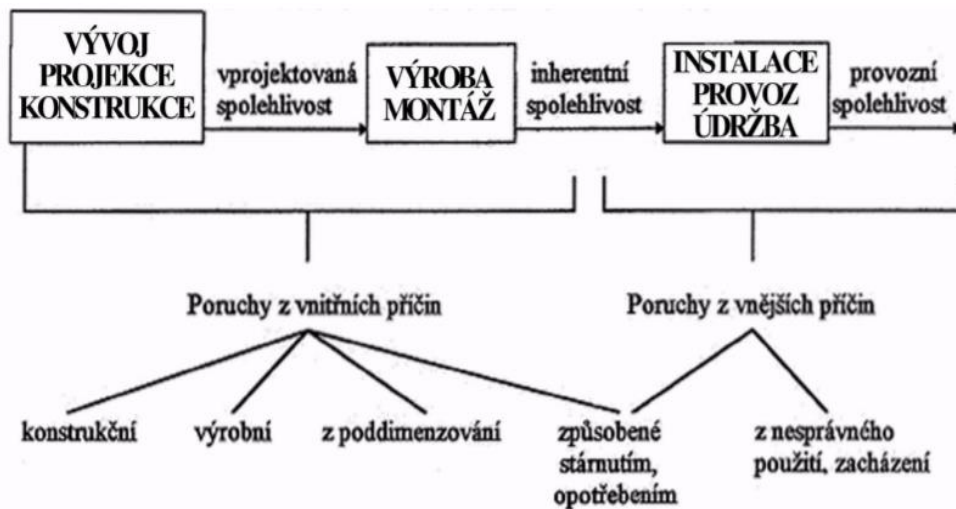 VÝVOJ
PROJEKCE
KONSTRUKCE
vprojektovaná
spolehlivost
VÝROBA
MONTÁŽ
inherentní
spolehlivost
INSTALACE
PROVOZ
ÚDRŽBA
provozní
spolehlivost
Poruchy z vnitřních příčin
Poruchy z vnějších příčin
konstrukční
výrobní
z poddimenzování
způsobené
stárnutím,
opotřebením
z nesprávného
použití, zacházení